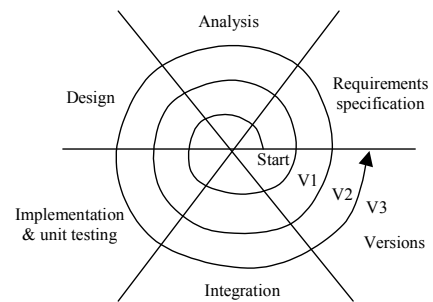 Analysis
Requirements
specification
Design
Start
V1
V2
V3
Implementation
& unit testing
Versions
Integration